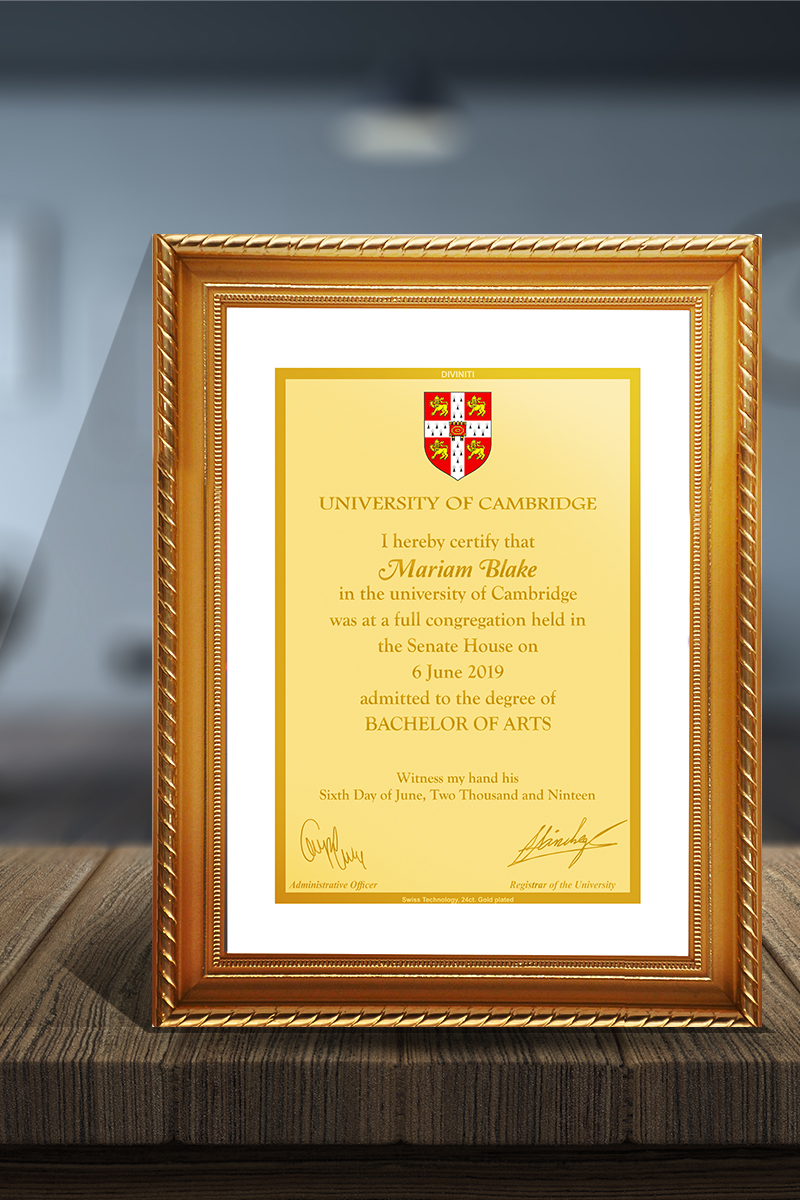 DIVINITI
UNIVERSITY OF CAMBRIDGE
I hereby certify that
Mariam Blake
in the university of Cambridge
was at a full congregation held in
the Senate House on
6 June 2019
admitted to the degree of
BACHELOR OF ARTS
Witness my hand his
Sixth Day of June, Two Thousand and Ninteen
Administrative Officer
Registrar of the University
Swiss Technology. 24ct. Gold plated